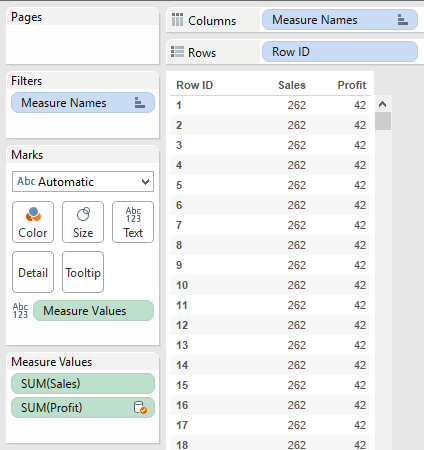 Pages
Columns Measure Names
Rows Row ID
Filters
Measure Names
Marks
Abc Automatic
Color Size Abc 123 Text
Detail Tooltip
Abc 123 Measure Values
Measure Values
SUM(Sales)
SUM(Profit)
Row ID Sales Profit
1 262 42
2 262 42
3 262 42
4 262 42
5 262 42
6 262 42
7 262 42
8 262 42
9 262 42
10 262 42
11 262 42
12 262 42
13 262 42
14 262 42
15 262 42
16 262 42
17 262 42
18 262 42